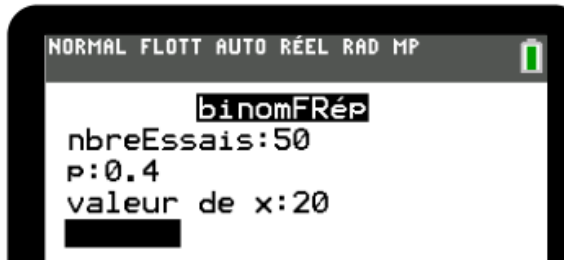 NORMAL FLOTT AUTO RÉEL RAD MP
binomFRép
nbreEssais:50
p:0.4
valeur de x:20